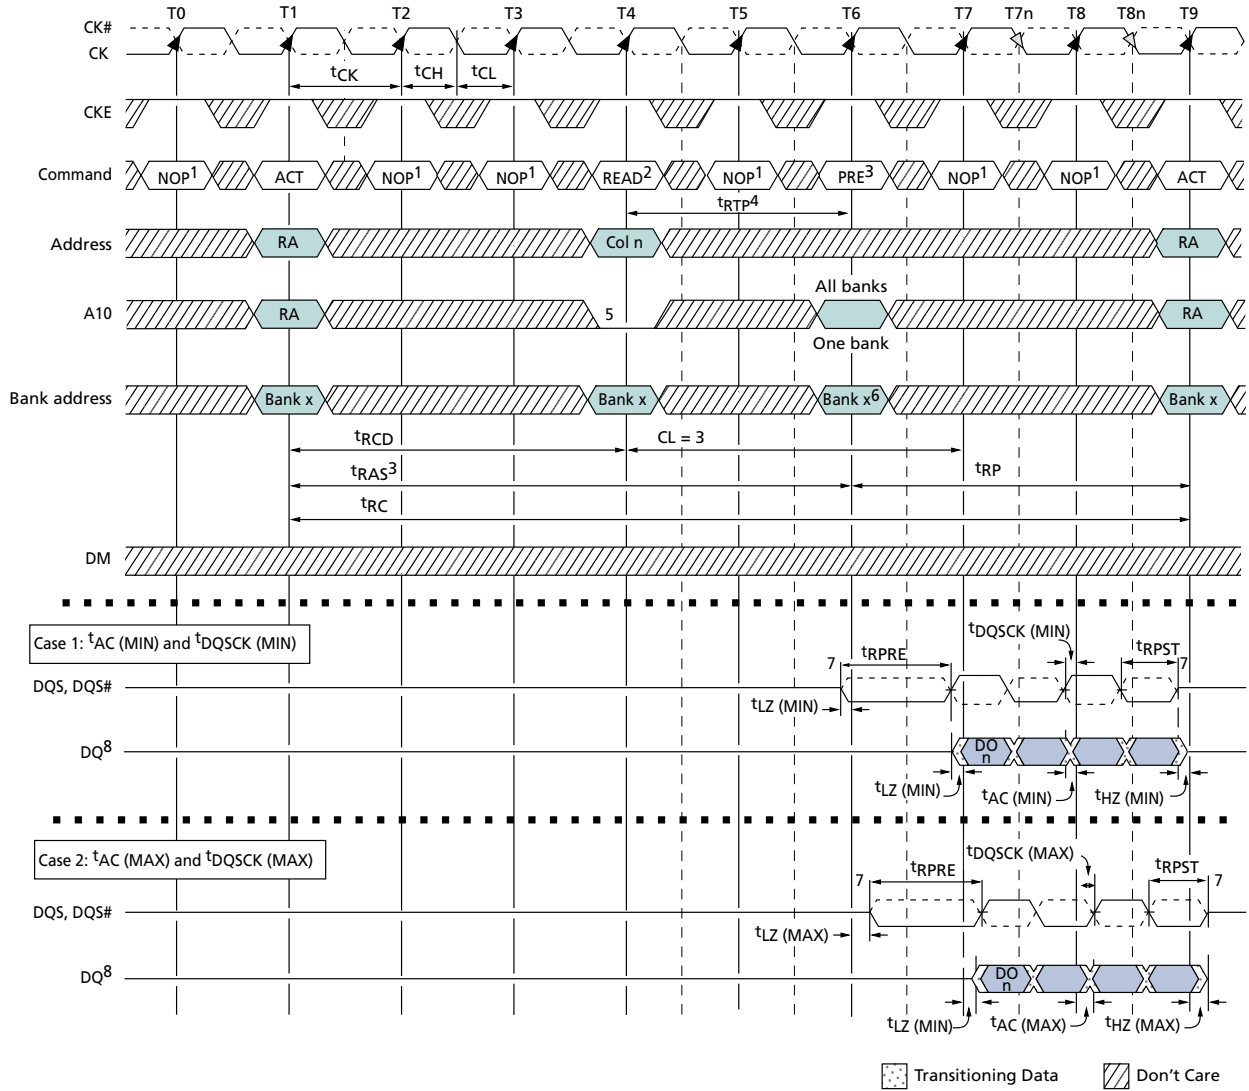 T0 T1 T2 T3 T4 T5 T6 T7 T7n T8 T8n T9
CK#
CK
tCK tCH tCL
CKE
Command NOP1 ACT NOP1 NOP1 READ2 NOP1 PRE3 NOP1 NOP1 ACT
tRTP4
Address RA Col n RA
All banks
A10 RA 5 RA
One bank
Bank address Bank x Bank x Bank x6 Bank x
tRCD CL = 3
tRAS3 tRP
tRC
DM
Case 1: tAC (MIN) and tDQSCK (MIN)
tDQSCK (MIN)
7 tRPRE tRPST 7
DQS, DQS#
tLZ (MIN)
DQ8 DO n
tLZ (MIN) tAC (MIN) tHZ (MIN)
Case 2: tAC (MAX) and tDQSCK (MAX)
tDQSCK (MAX)
7 tRPRE tRPST 7
DQS, DQS#
tLZ (MAX)
DQ8 DO n
tLZ (MIN) tAC (MAX) tHZ (MAX)
Transitioning Data Don't Care